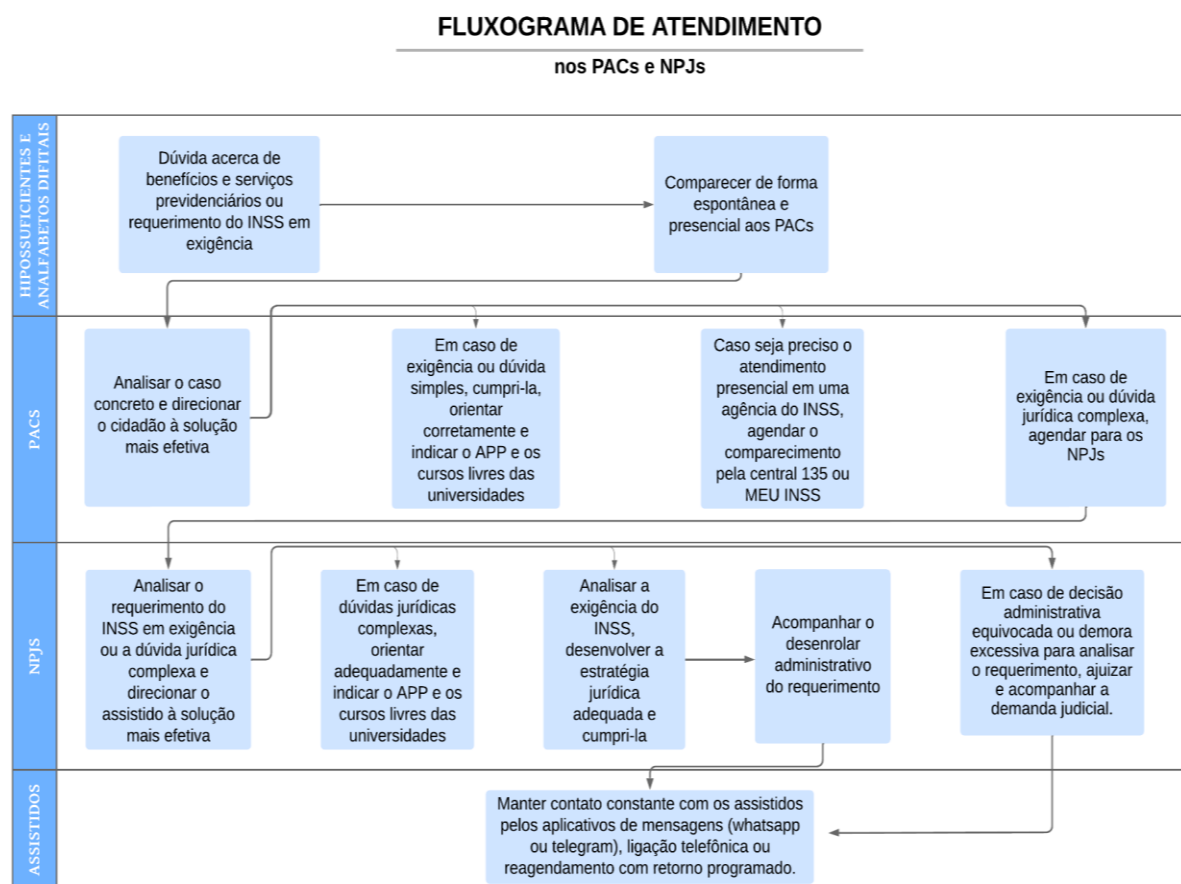 FLUXOGRAMA DE ATENDIMENTO
nos PACs e NPJs
HIPOSSUFICIENTES E
ANALFABETOS DIFITAIS
Dúvida acerca de
benefícios e serviços
previdenciários ou
requerimento do INSS em
exigência
Comparecer de forma
espontânea e
presencial aos PACs
PACS
Analisar o caso
concreto e direcionar
o cidadão à solução
mais efetiva
Em caso de
exigência ou dúvida
simples, cumpri-la,
orientar
corretamente e
indicar o APP e os
cursos livres das
universidades
Caso seja preciso o
atendimento
presencial em uma
agência do INSS,
agendar o
comparecimento
pela central 135 ou
MEU INSS
Em caso de
exigência ou dúvida
jurídica complexa,
agendar para os
NPJs
NPJS
Analisar o
requerimento do
INSS em exigência
ou a dúvida jurídica
complexa e
direcionar o
assistido à solução
mais efetiva
Em caso de
dúvidas jurídicas
complexas,
orientar
adequadamente e
indicar o APP e os
cursos livres das
universidades
Analisar a
exigência do
INSS,
desenvolver a
estratégia
jurídica
adequada e
cumpri-la
Acompanhar o
desenrolar
administrativo
do requerimento
Em caso de decisão
administrativa
equivocada ou demora
excessiva para analisar
o requerimento, ajuizar
e acompanhar a
demanda judicial.
ASSISTIDOS
Manter contato constante com os assistidos
pelos aplicativos de mensagens (whatsapp
ou telegram), ligação telefônica ou
reagendamento com retorno programado.